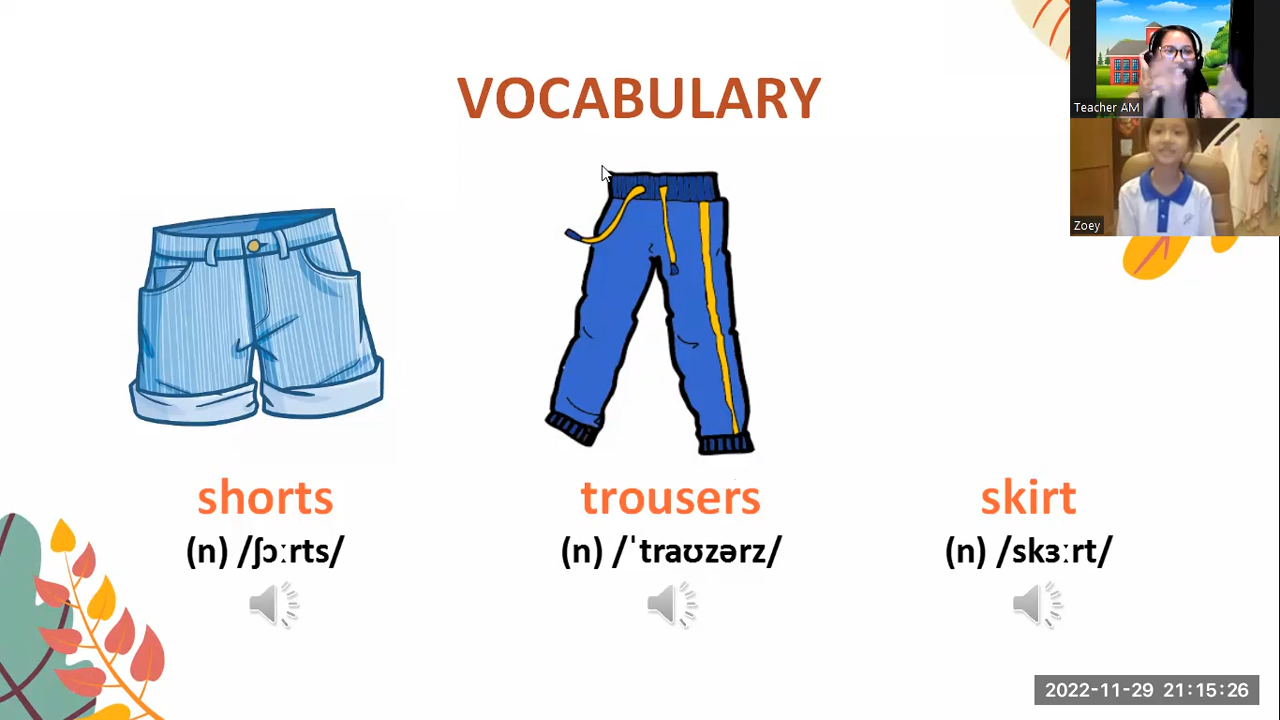 VOCABULARY
Teacher AM
Zoey
shorts
(n) /ʃɔːrts/
trousers
(n) /ˈtraʊzərz/
skirt
(n) /skɜːrt/
2022-11-29 21:15:26